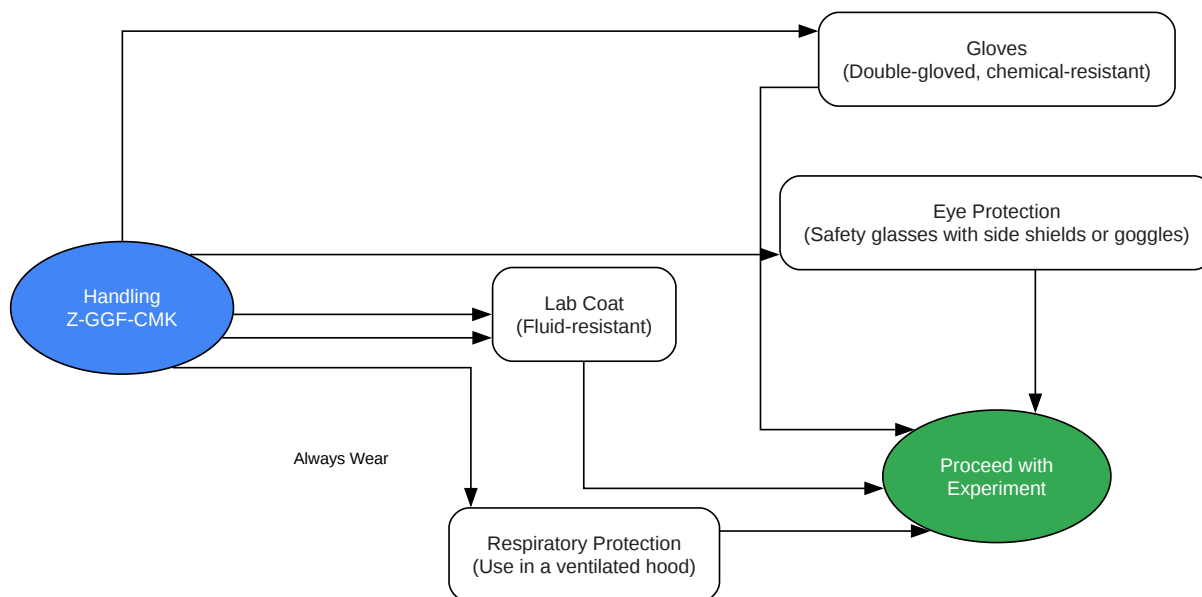 Gloves
(Double-gloved, chemical-resistant)
Eye Protection
(Safety glasses with side shields or goggles)
Handling
Z-GGF-CMK
Lab Coat
(Fluid-resistant)
Always Wear
Proceed with
Experiment
Respiratory Protection
(Use in a ventilated hood)